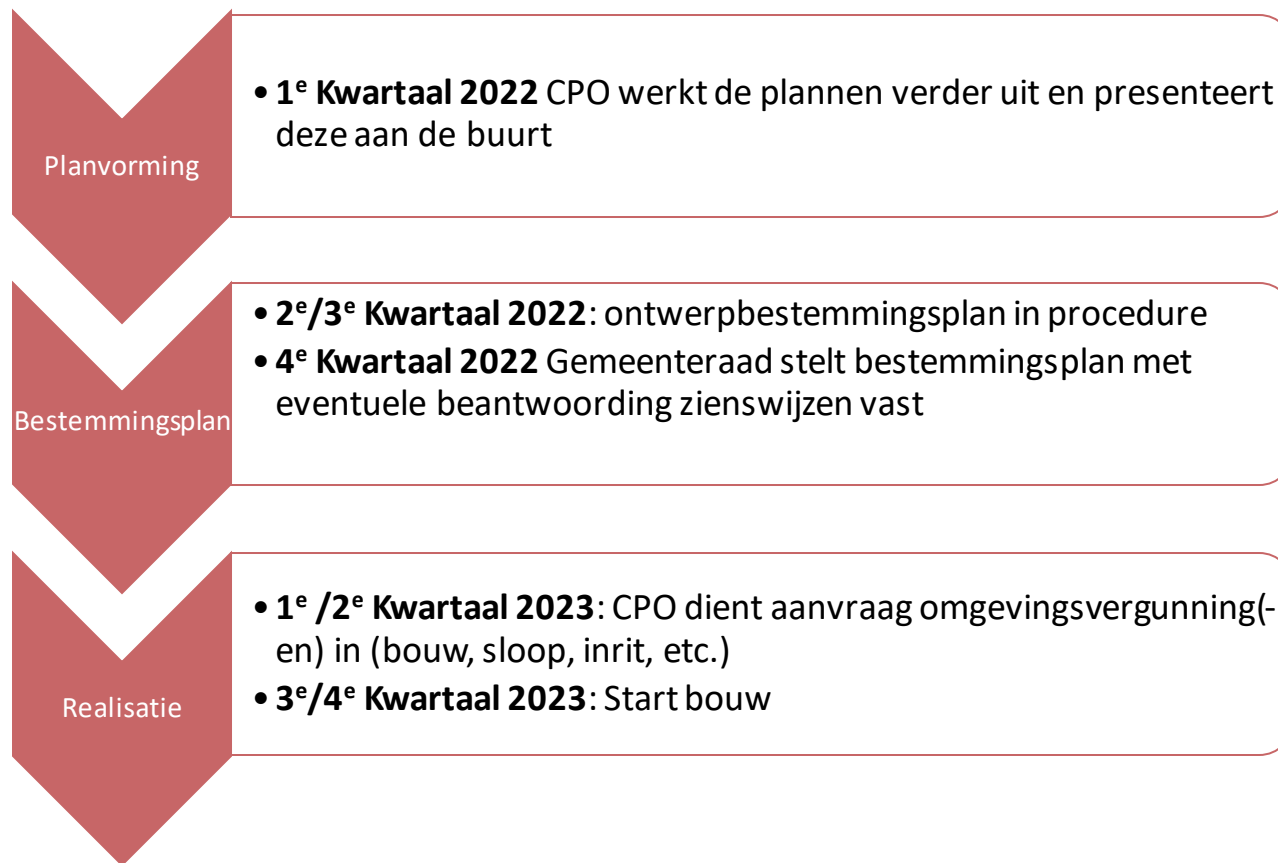 Planvorming
• 1e Kwartaal 2022 CPO werkt de plannen verder uit en presenteert
deze aan de buurt
Bestemmingsplan
• 2e/3e Kwartaal 2022: ontwerpbestemmingsplan in procedure
• 4e Kwartaal 2022 Gemeenteraad stelt bestemmingsplan met
eventuele beantwoording zienswijzen vast
Realisatie
• 1e /2e Kwartaal 2023: CPO dient aanvraag omgevingsvergunning(-
en) in (bouw, sloop, inrit, etc.)
• 3e/4e Kwartaal 2023: Start bouw